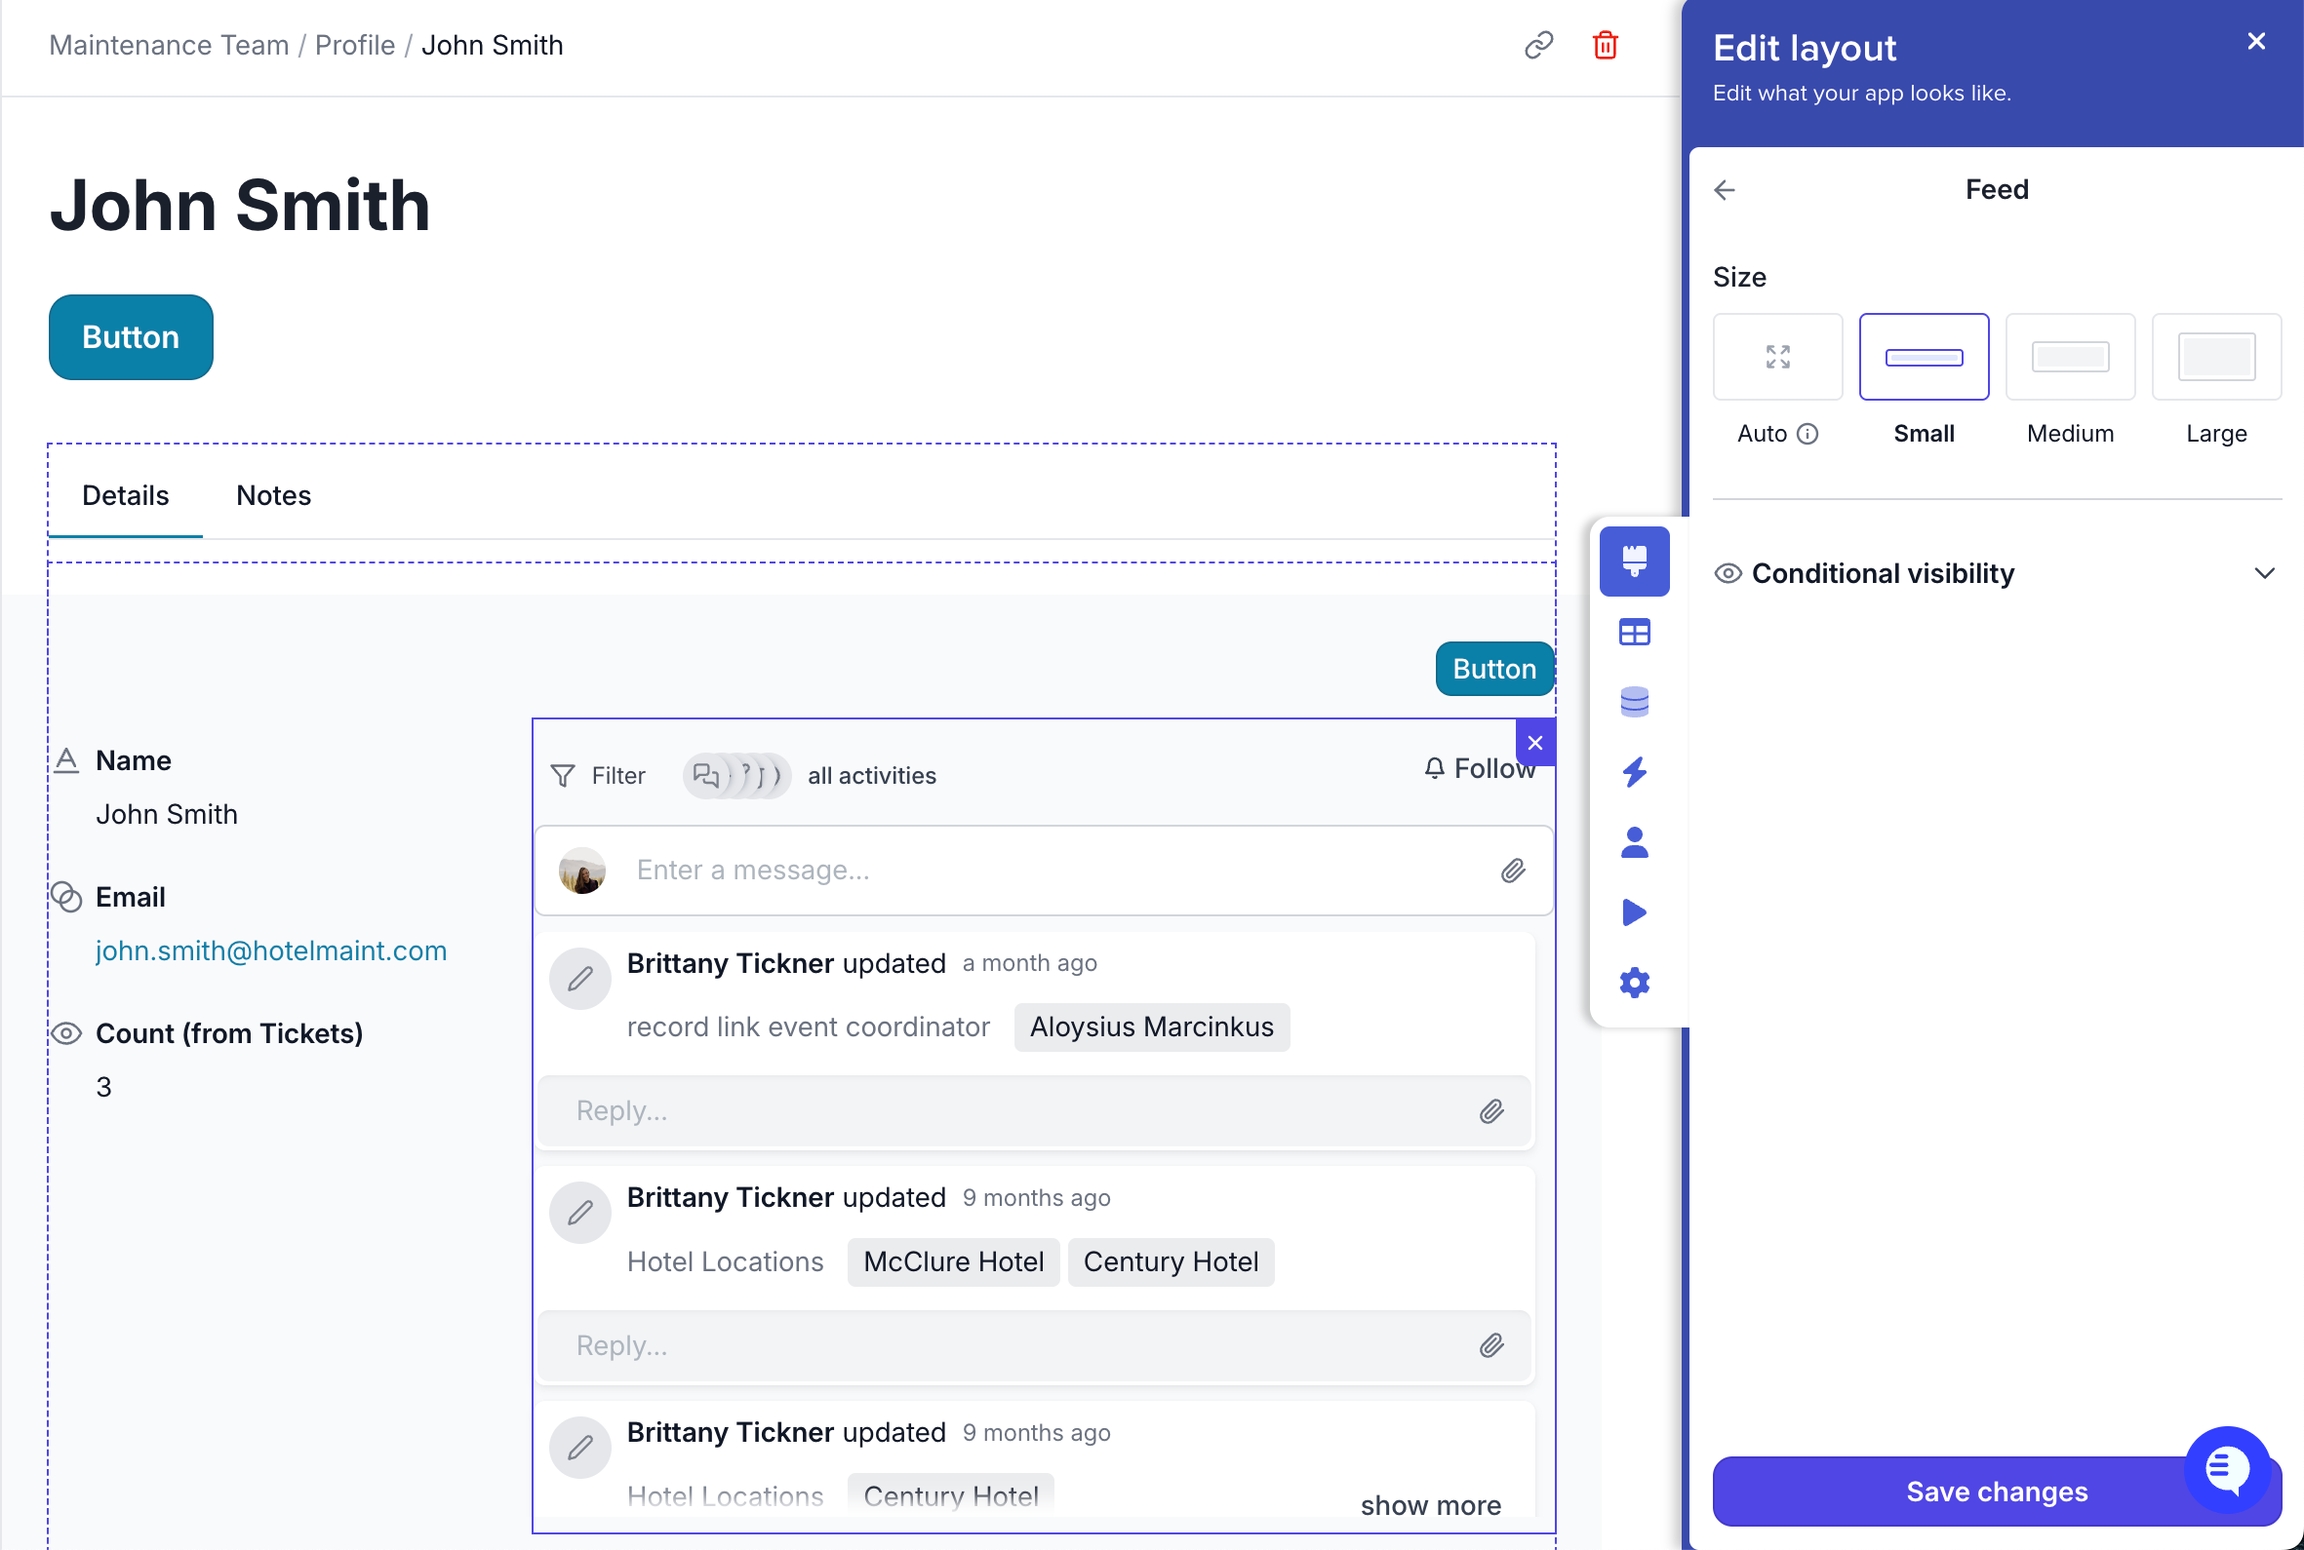 Maintenance Team / Profile / John Smith
John Smith
Button
Details
Notes
Button
Name
John Smith
Email
john.smith@hotelmaint.com
Count (from Tickets)
3
Filter
all activities
Follow
Enter a message...
Brittany Tickner updated a month ago
record link event coordinator Aloysius Marcinkus
Reply...
Brittany Tickner updated 9 months ago
Hotel Locations McClure Hotel Century Hotel
Reply...
Brittany Tickner updated 9 months ago
Hotel Locations Century Hotel
show more
Edit layout
Edit what your app looks like.
Feed
Size
Auto
Small
Medium
Large
Conditional visibility
Save changes